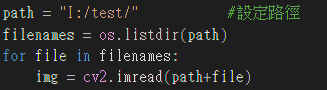 path = "I:/test/"          #設定路徑
filenames = os.listdir(path)
for file in filenames:
    img = cv2.imread(path+file)